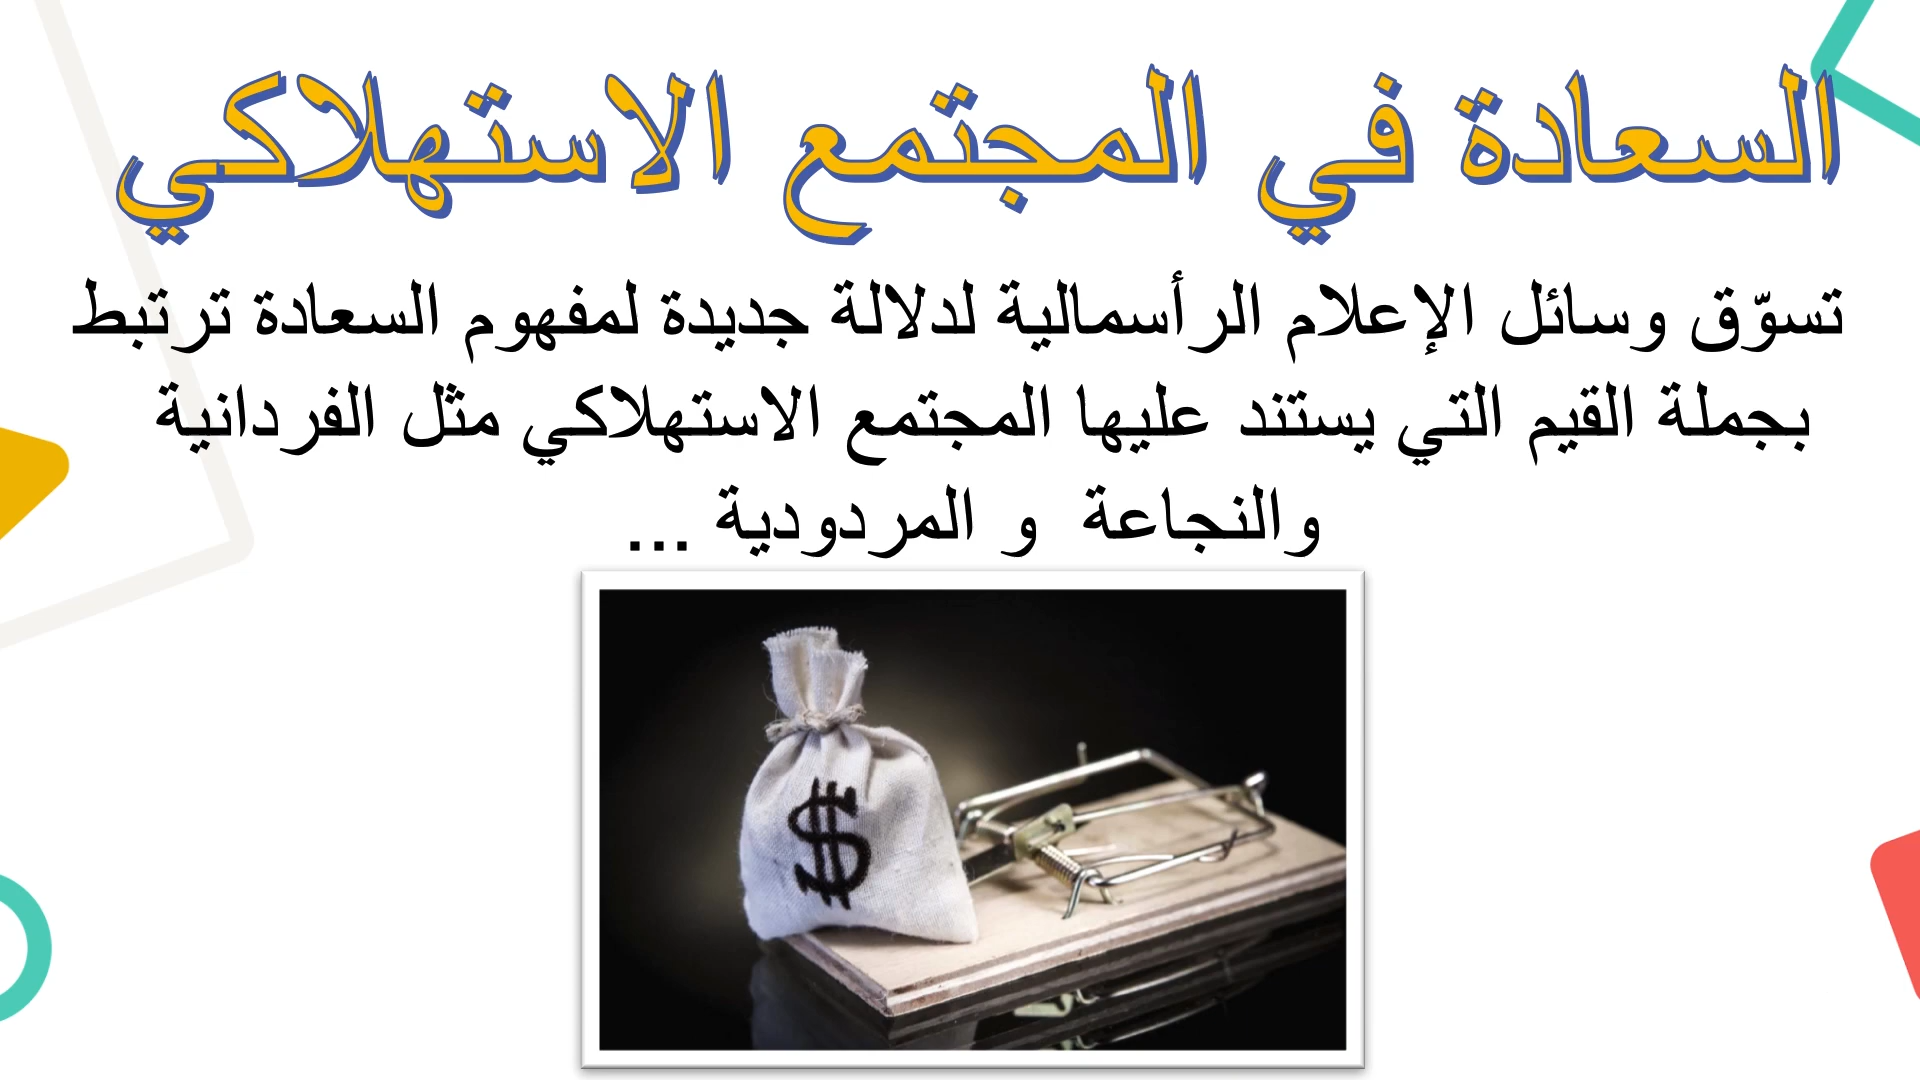 السعادة في المجتمع الاستهلاكي
تسوّق وسائل الإعلام الرأسمالية لدلالة جديدة لمفهوم السعادة ترتبط
بجملة القيم التي يستند عليها المجتمع الاستهلاكي مثل الفردانية
والنجاعة و المردودية ...
$